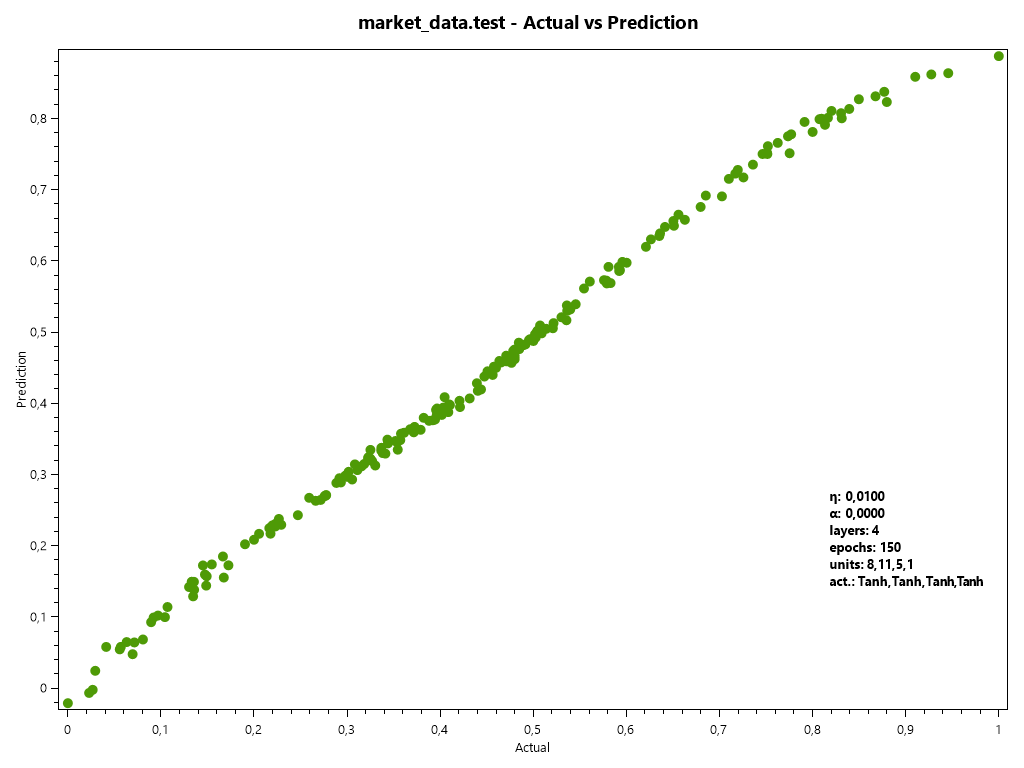 market_data.test - Actual vs Prediction
Prediction
0,8
0,7
0,6
0,5
0,4
0,3
0,2
0,1
0
η: 0,0100
α: 0,0000
layers: 4
epochs: 150
units: 8,11,5,1
act.: Tanh,Tanh,Tanh,Tanh
0 0,1 0,2 0,3 0,4 0,5 0,6 0,7 0,8 0,9 1
Actual